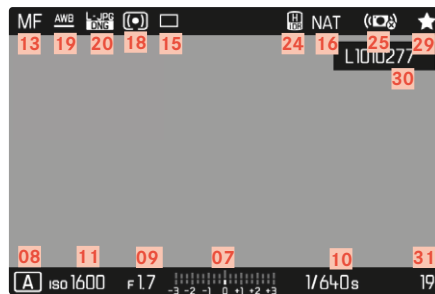 MF AWB L-JPG DNG NAT
13 19 20 18 15 24 16 25 29
H
IDR
L1010277
30
08 11 09 07 10 31
A ISO 1600 F 1.7 -3 -2 -1 0 +1 +2 +3 1/640s 19